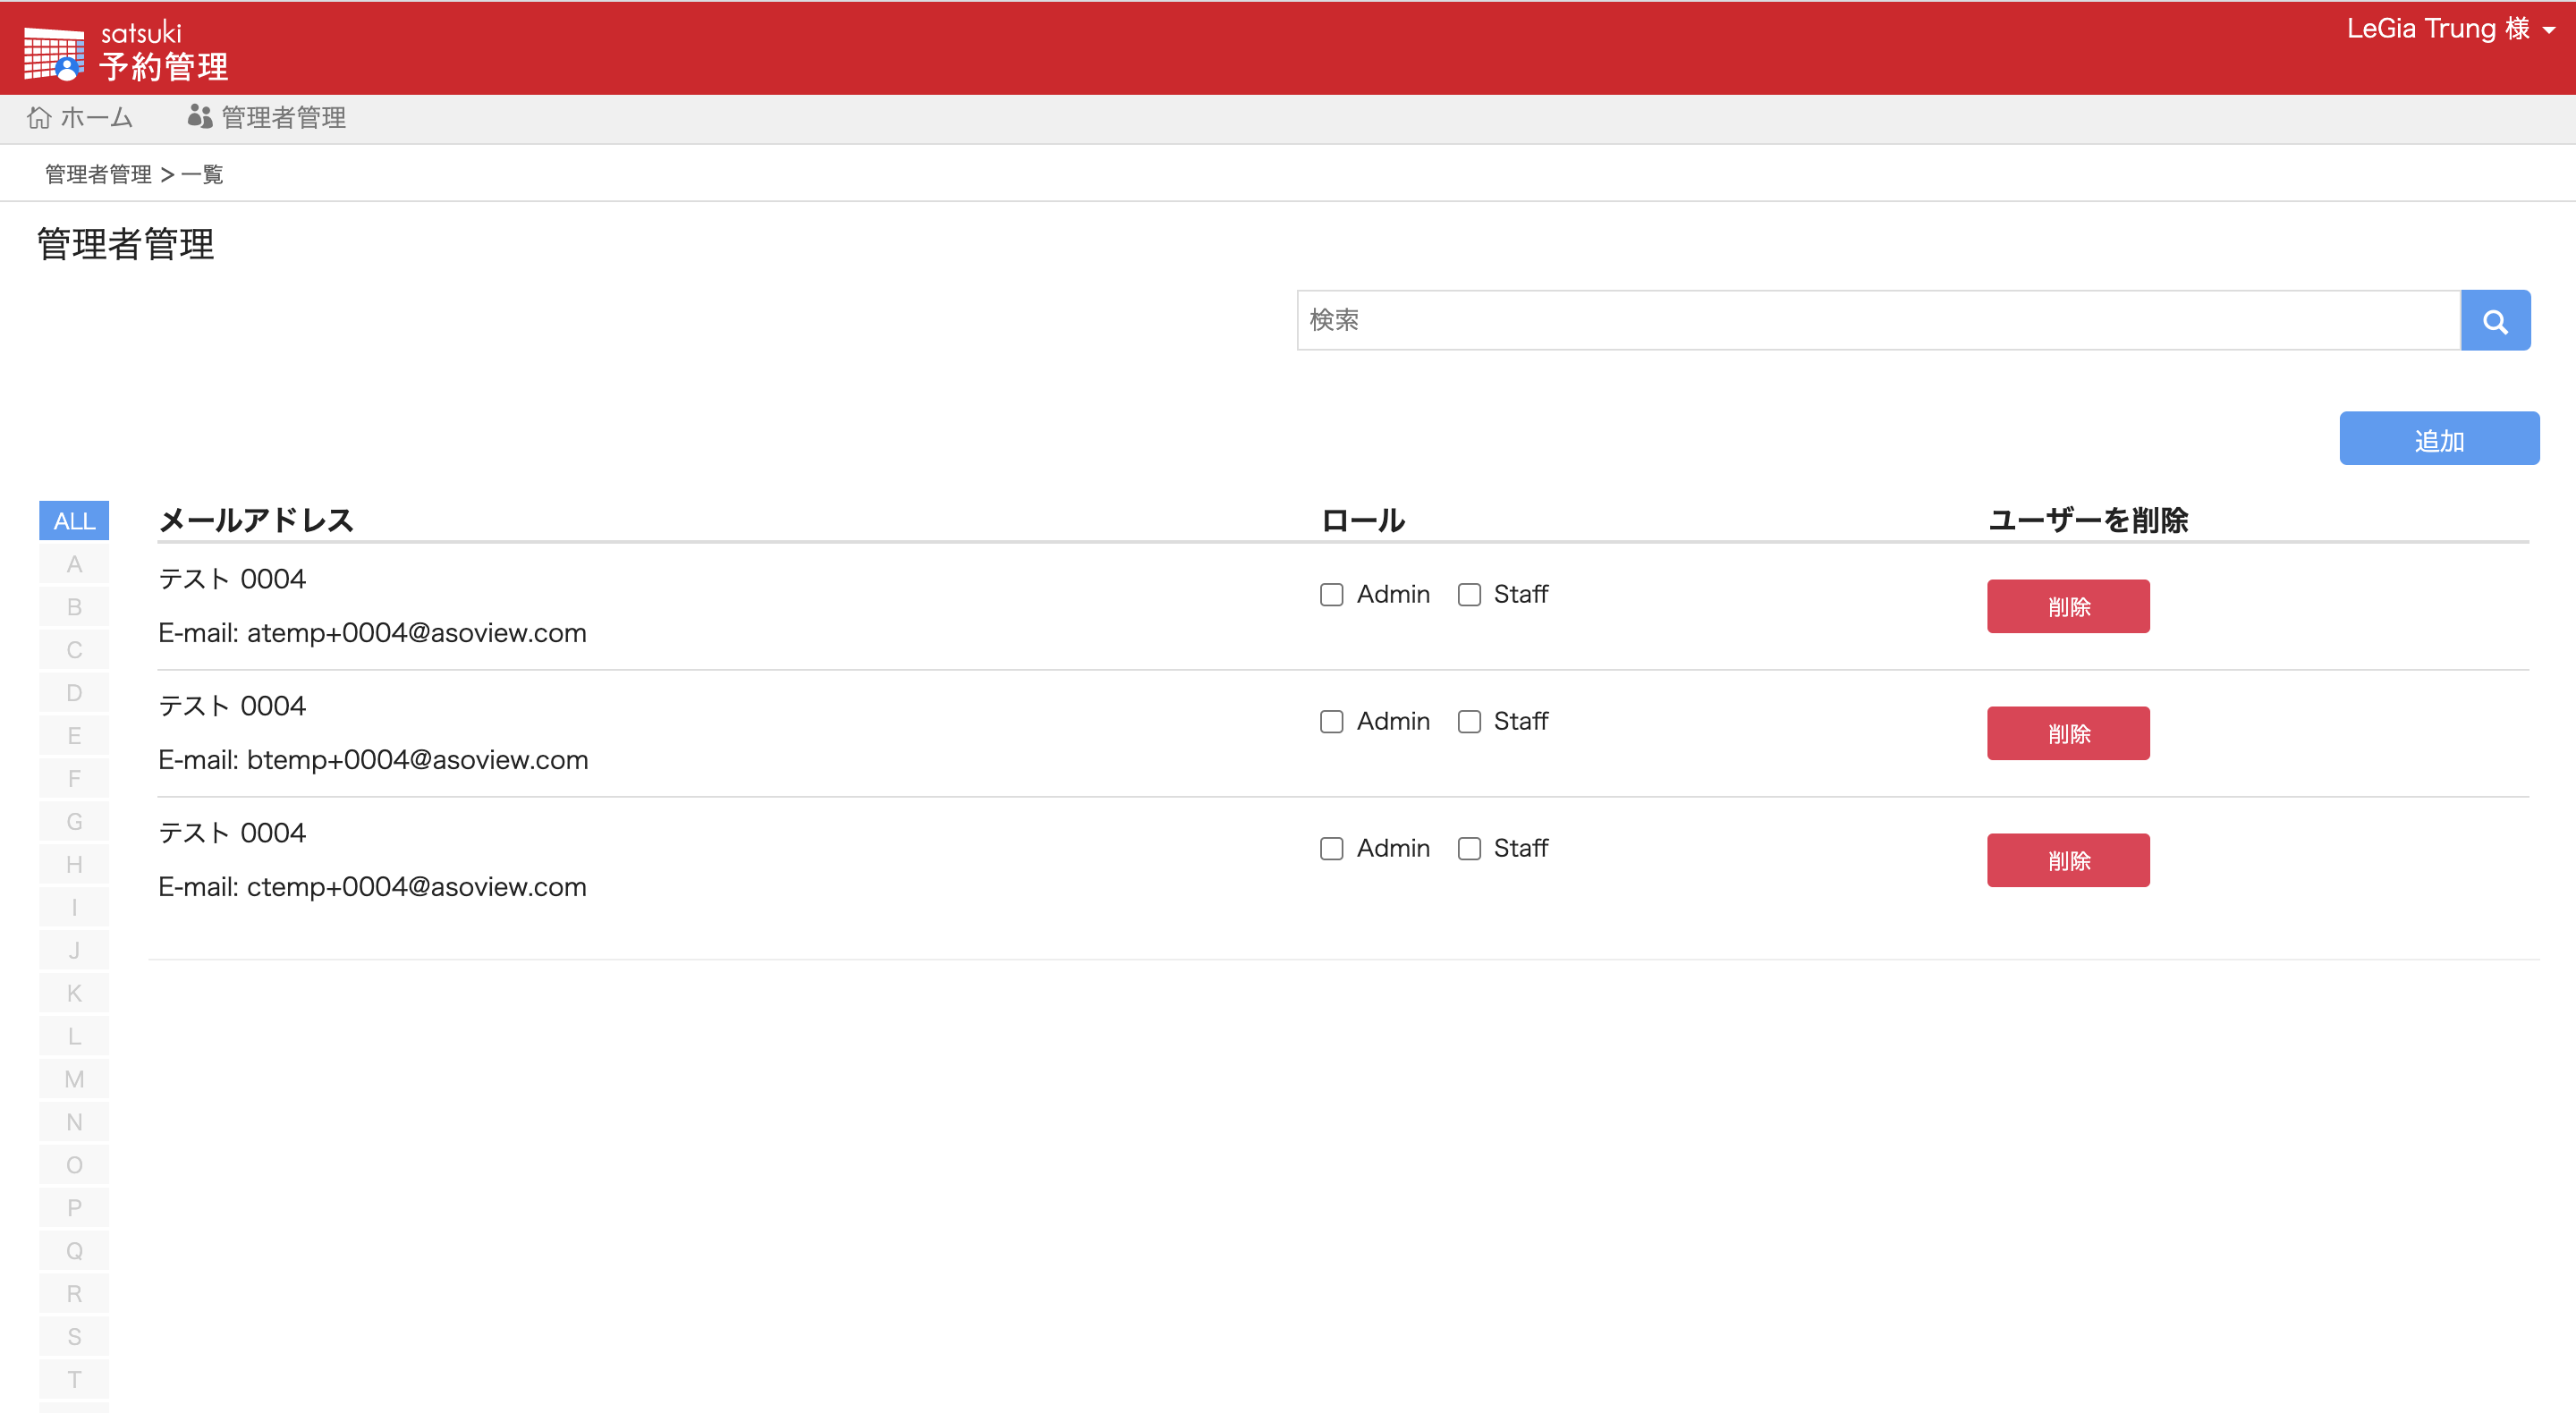 satsuki
予約管理
LeGia Trung 様
ホーム 管理者管理
管理者管理 > 一覧
管理者管理
検索
追加
ALL
A
B
C
D
E
F
G
H
I
J
K
L
M
N
O
P
Q
R
S
T
メールアドレス ロール ユーザーを削除
テスト 0004
E-mail: atemp+0004@asoview.com
Admin Staff
削除
テスト 0004
E-mail: btemp+0004@asoview.com
Admin Staff
削除
テスト 0004
E-mail: ctemp+0004@asoview.com
Admin Staff
削除